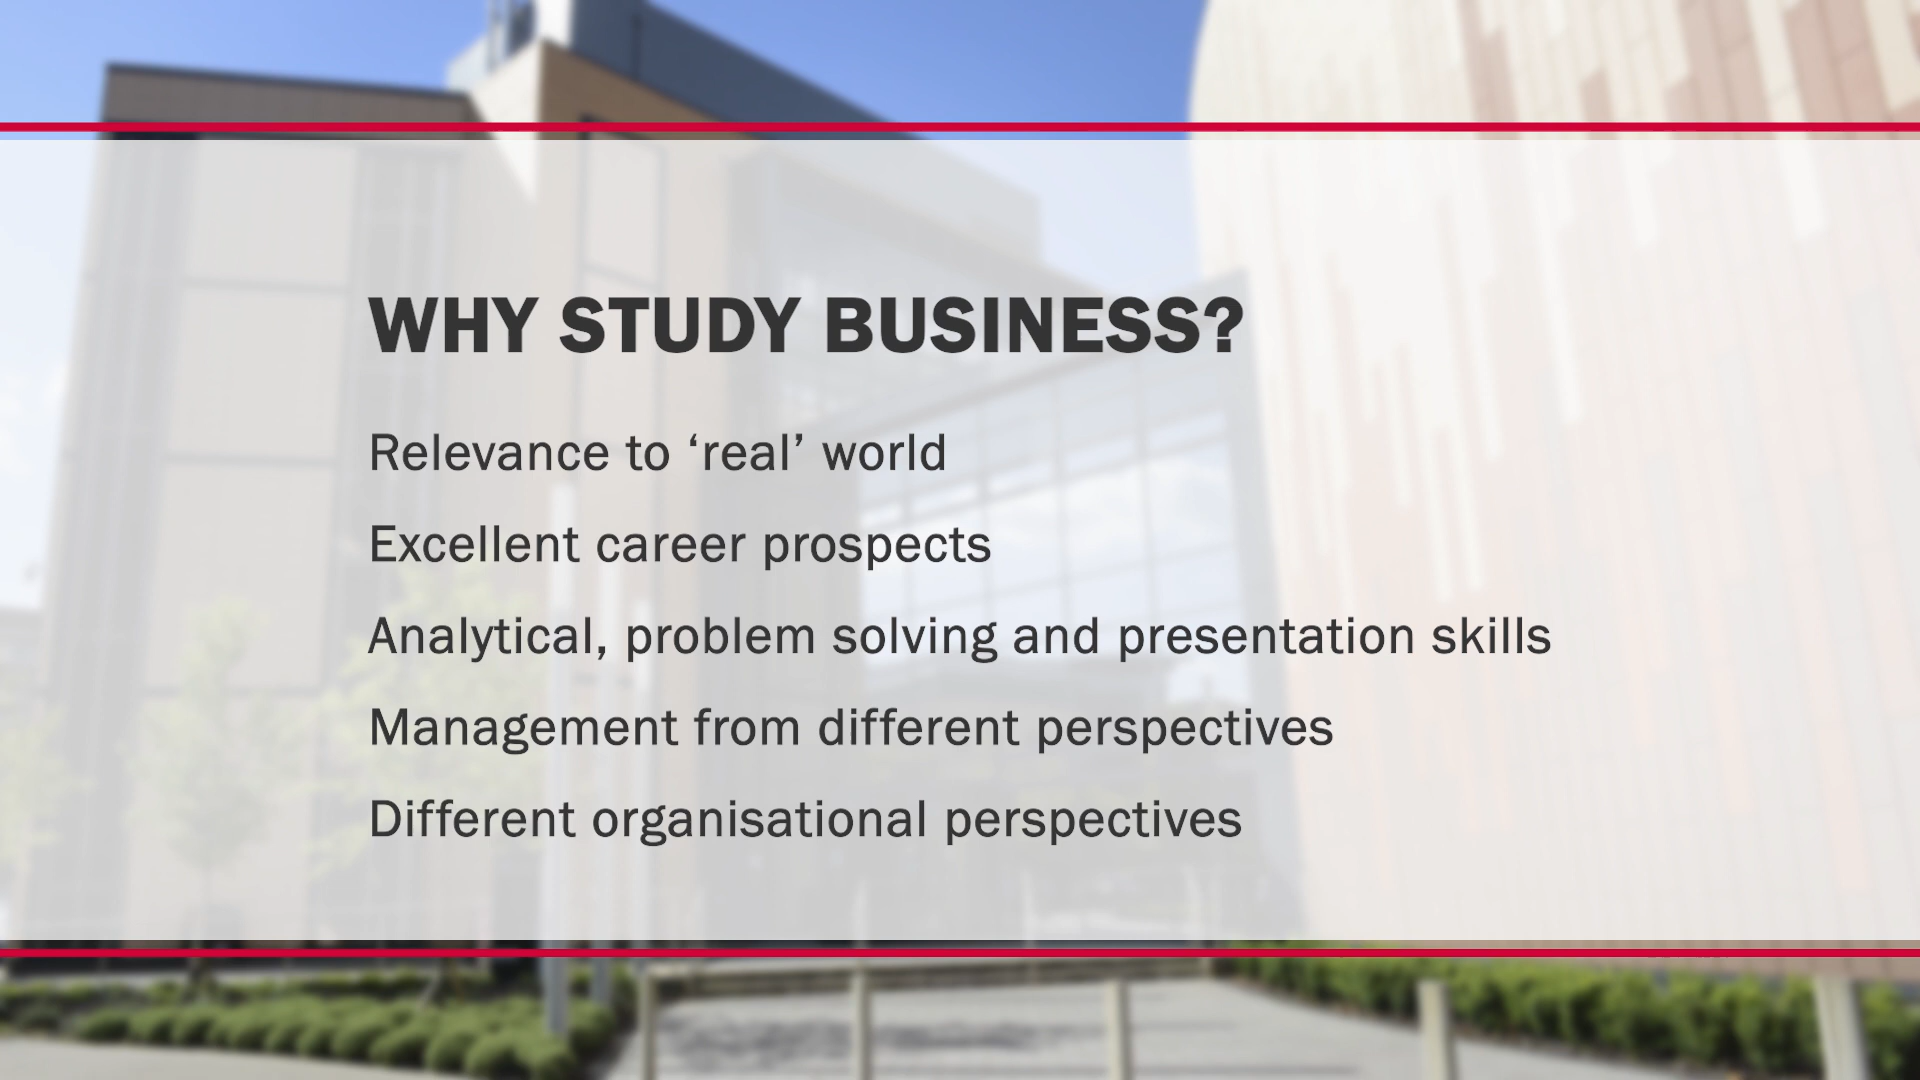 WHY STUDY BUSINESS?
Relevance to ‘real’ world
Excellent career prospects
Analytical, problem solving and presentation skills
Management from different perspectives
Different organisational perspectives